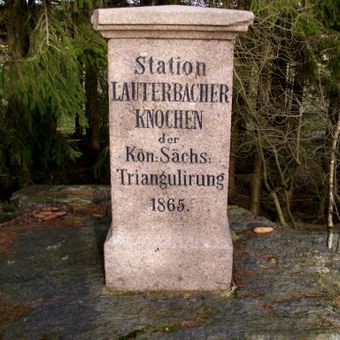 Station
LAUTERBACHER
KNOCHEN
der
Kön: Sächs:
Triangulirung
1865.